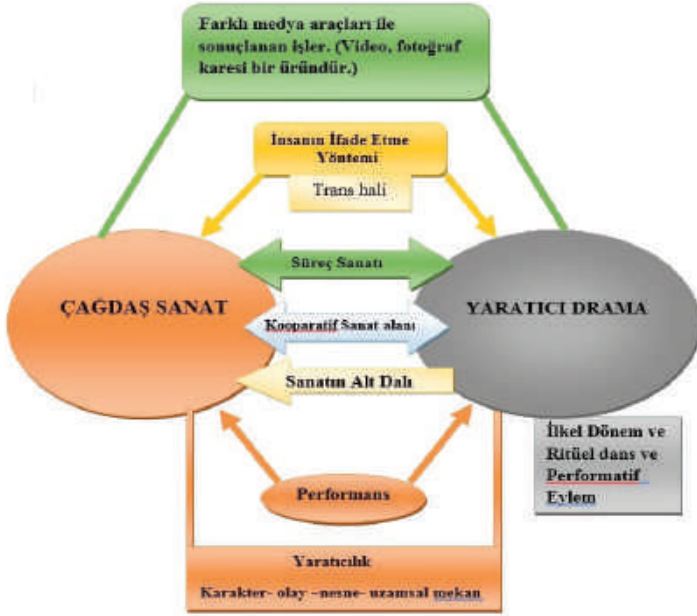 Farklı medya araçları ile
sonuçlanan işler. (Video, fotoğraf
karesi bir üründür.)
İnsanın İfade Etme
Yöntemi
Trans hali
Süreç Sanatı
ÇAĞDAŞ SANAT
YARATICI DRAMA
Kooparatif Sanat alanı
Sanatın Alt Dalı
İlkel Dönem ve
Ritüel dans ve
Performatif
Eylem
Performans
Yaratıcılık
Karakter- olay –nesne- uzamsal mekan